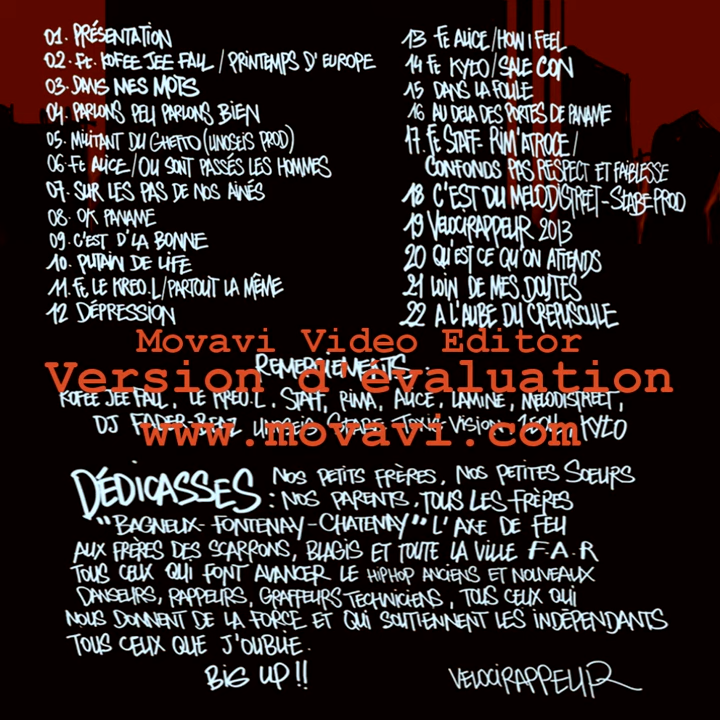 01. PRÉSENTATION
02. Ft. KOFEE JEE FALL / PRINTEMPS D'EUROPE
03. DANS MES MOTS
04. PARLONS PEU PARLONS BIEN
05. MILITANT DU GHETTO (UNOSEIS PROD)
06. Ft ALICE / OU SONT PASSÉS LES HOMMES
07. SUR LES PAS DE NOS AINÉS
08. OK PANAME
09. C'EST D'LA BONNE
10. PUTAIN DE LIFE
11. Ft LE KREO.L / PARTOUT LA MÊME
12 DÉPRESSION
13 Ft ALICE / HOW I FEEL
14 Ft KYTO / SALE CON
15 DANS LA FOULE
16 AU DELA DES PORTES DE PANAME
17. Ft STAFF- RIM'ATROCE /
CONFONDS PAS RESPECT ET FAIBLESSE
18 C'EST DU MELODISTREET - STABE PROD
19 VELOCIRAPPEUR 2013
20 QU'EST CE QU'ON ATTENDS
21 LOIN DE MES DOUTES
22 A L'AUBE DU CRÉPUSCULE
Movavi Video Editor
REMERCIEMENTS :
Version d'évaluation
KOFEE JEE FALL, LE KREO.L, STAFF, RIMA, ALICE, LAMINE, MELODISTREET,
DJ FADER-BEAZ UNOSEIS STABE VISION KYTO
www.movavi.com
DÉDICASSES : NOS PETITS FRÈRES, NOS PETITES SOEURS
NOS PARENTS, TOUS LES FRÈRES
"BAGNEUX-FONTENAY-CHATENAY" L'AXE DE FEU
AUX FRÈRES DES SCARRONS, BLAGIS ET TOUTE LA VILLE F.A.R
TOUS CEUX QUI FONT AVANCER LE HIPHOP ANCIENS ET NOUVEAUX
DANSEURS, RAPPEURS, GRAFFEURS TECHNICIENS, TOUS CEUX QUI
NOUS DONNENT DE LA FORCE ET QUI SOUTIENNENT LES INDÉPENDANTS
TOUS CEUX QUE J'OUBLIE.
BIG UP !!
VELOCIRAPPEUR